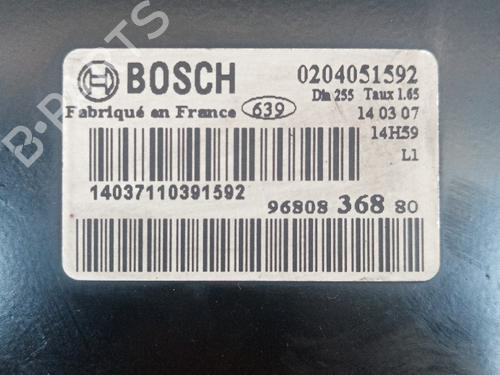 BOSCH
0204051592
Dia 255 Taux 1.65
Fabriqué en France 639
14 03 07
14H59
L1
14037110391592
96808 368 80
B-PARTS